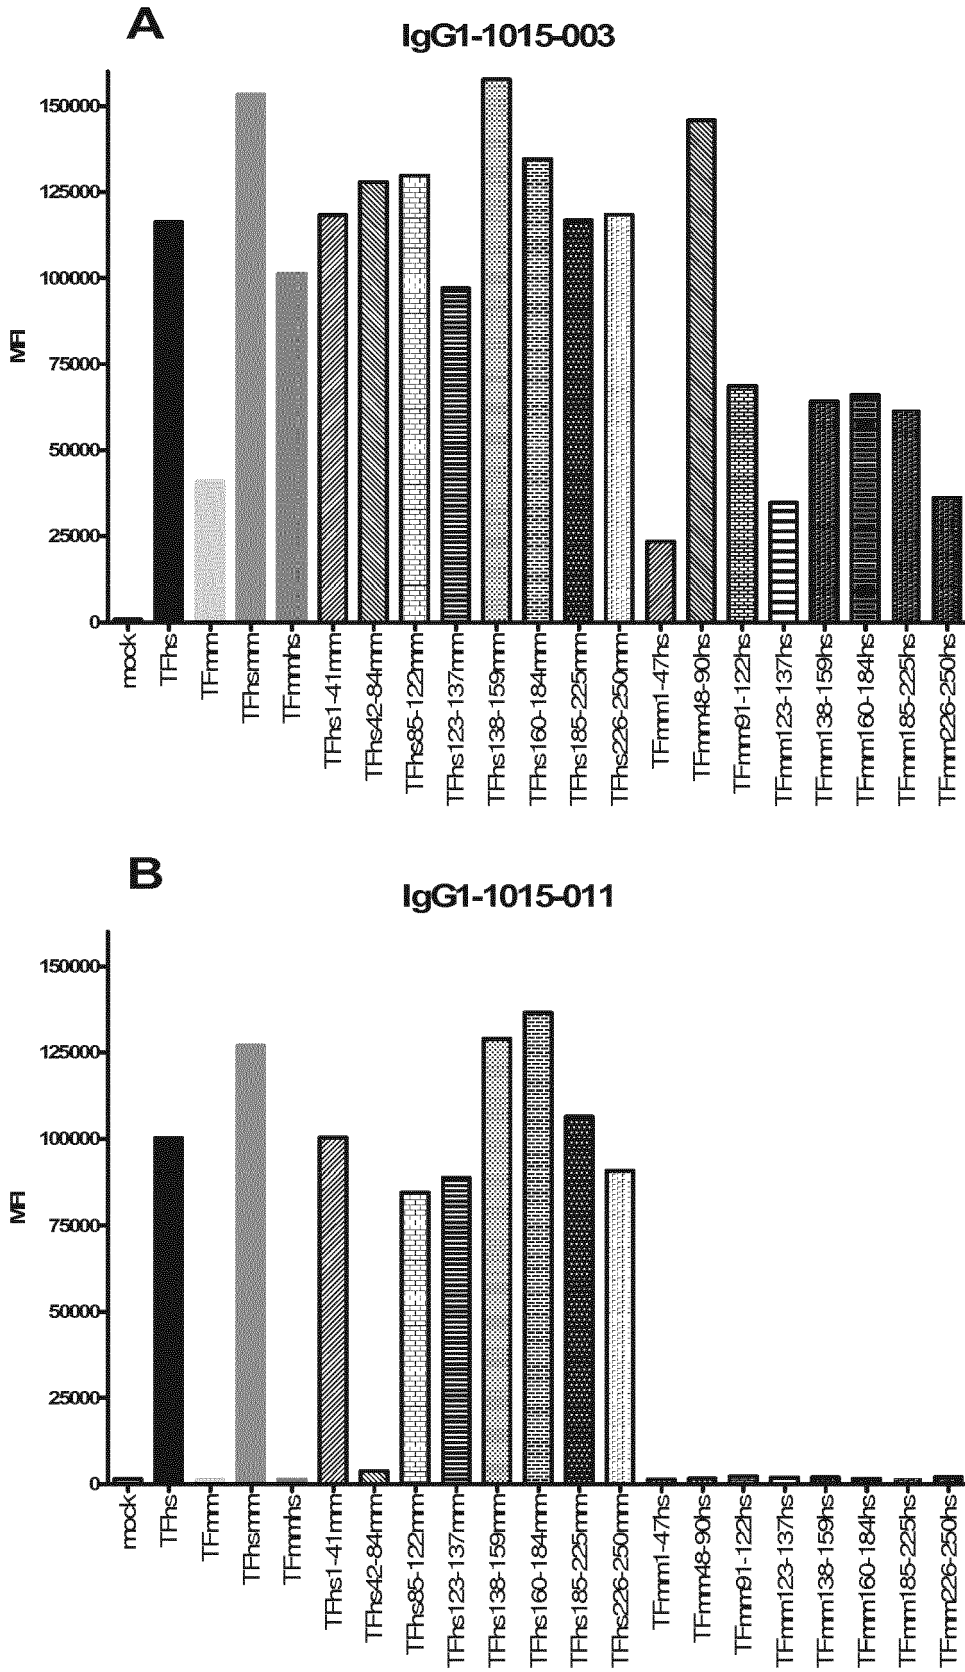 A
IgG1-1015-003
MFI
150000
125000
100000
75000
50000
25000
0
mock
TFhs
TFmm
TFhsmm
TFmmhs
TFhs1-41mm
TFhs42-84mm
TFhs85-122mm
TFhs123-137mm
TFhs138-159mm
TFhs160-184mm
TFhs185-225mm
TFhs226-250mm
TFmm1-47hs
TFmm48-90hs
TFmm91-122hs
TFmm123-137hs
TFmm138-159hs
TFmm160-184hs
TFmm185-225hs
TFmm226-250hs
B
IgG1-1015-011
MFI
150000
125000
100000
75000
50000
25000
0
mock
TFhs
TFmm
TFhsmm
TFmmhs
TFhs1-41mm
TFhs42-84mm
TFhs85-122mm
TFhs123-137mm
TFhs138-159mm
TFhs160-184mm
TFhs185-225mm
TFhs226-250mm
TFmm1-47hs
TFmm48-90hs
TFmm91-122hs
TFmm123-137hs
TFmm138-159hs
TFmm160-184hs
TFmm185-225hs
TFmm226-250hs